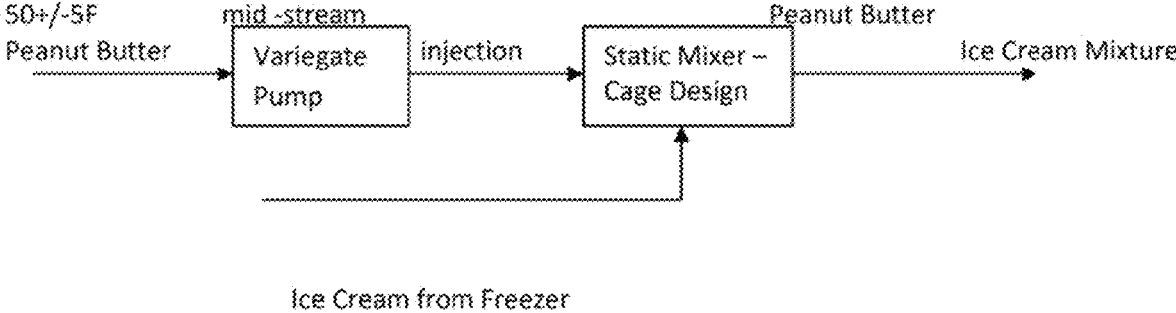 50+/-5F
mid -stream
Peanut Butter
Peanut Butter
Variegate
Pump
injection
Static Mixer –
Cage Design
Ice Cream Mixture
Ice Cream from Freezer